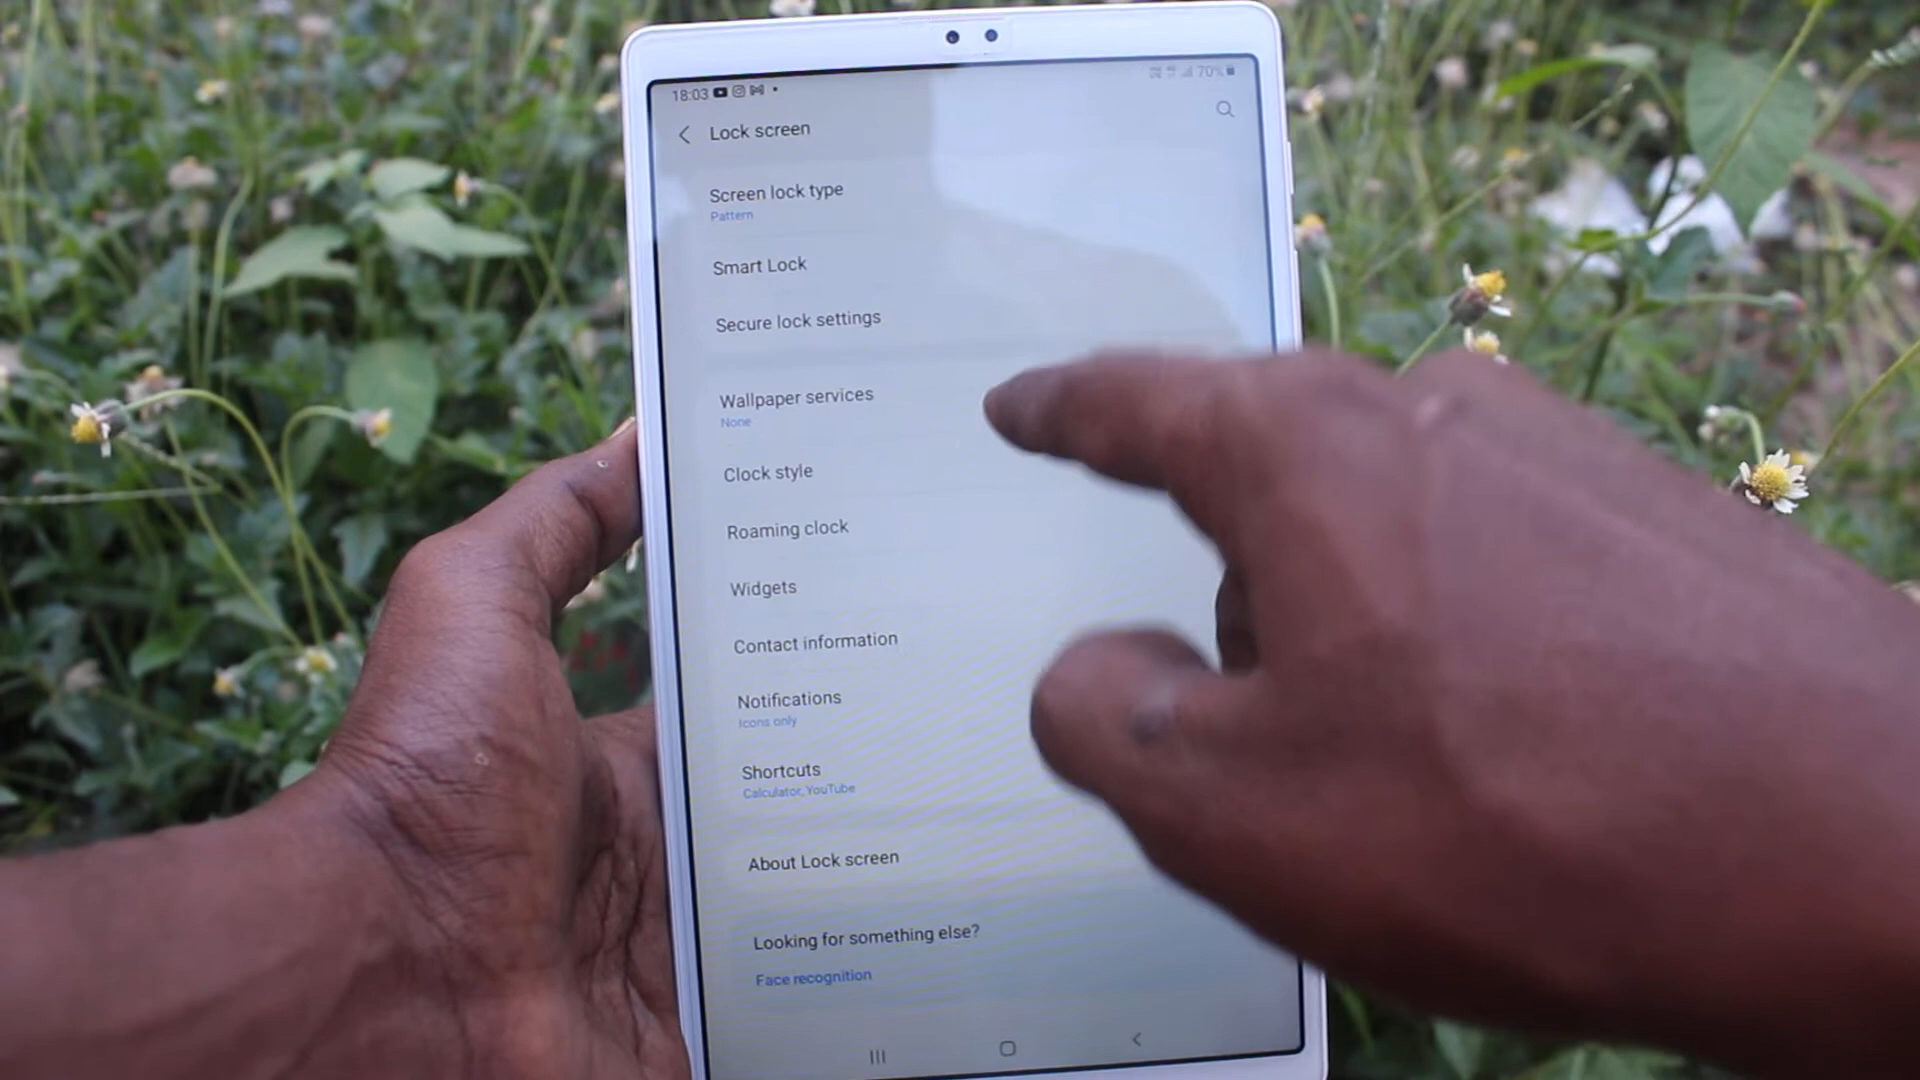 18:03
70%
Lock screen
Screen lock type
Pattern
Smart Lock
Secure lock settings
Wallpaper services
None
Clock style
Roaming clock
Widgets
Contact information
Notifications
Icons only
Shortcuts
Calculator, YouTube
About Lock screen
Looking for something else?
Face recognition